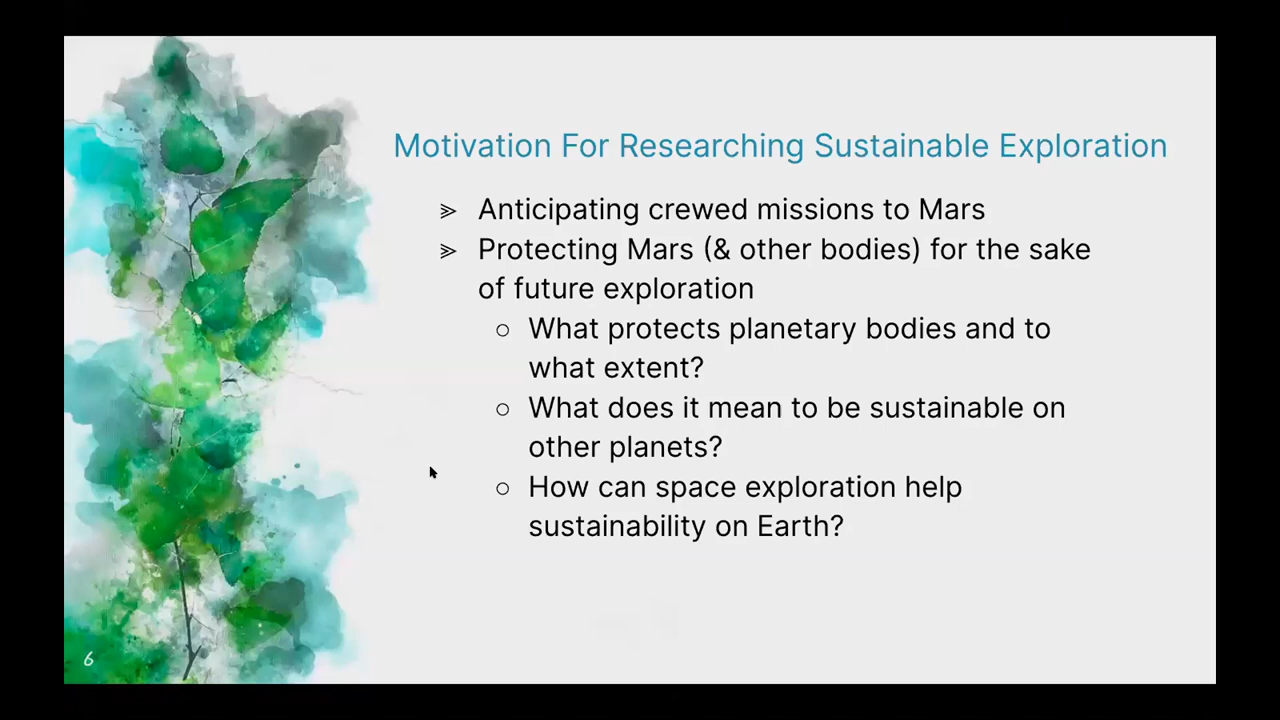 Motivation For Researching Sustainable Exploration
⪢ Anticipating crewed missions to Mars
⪢ Protecting Mars (& other bodies) for the sake
of future exploration
○ What protects planetary bodies and to
what extent?
○ What does it mean to be sustainable on
other planets?
○ How can space exploration help
sustainability on Earth?
6